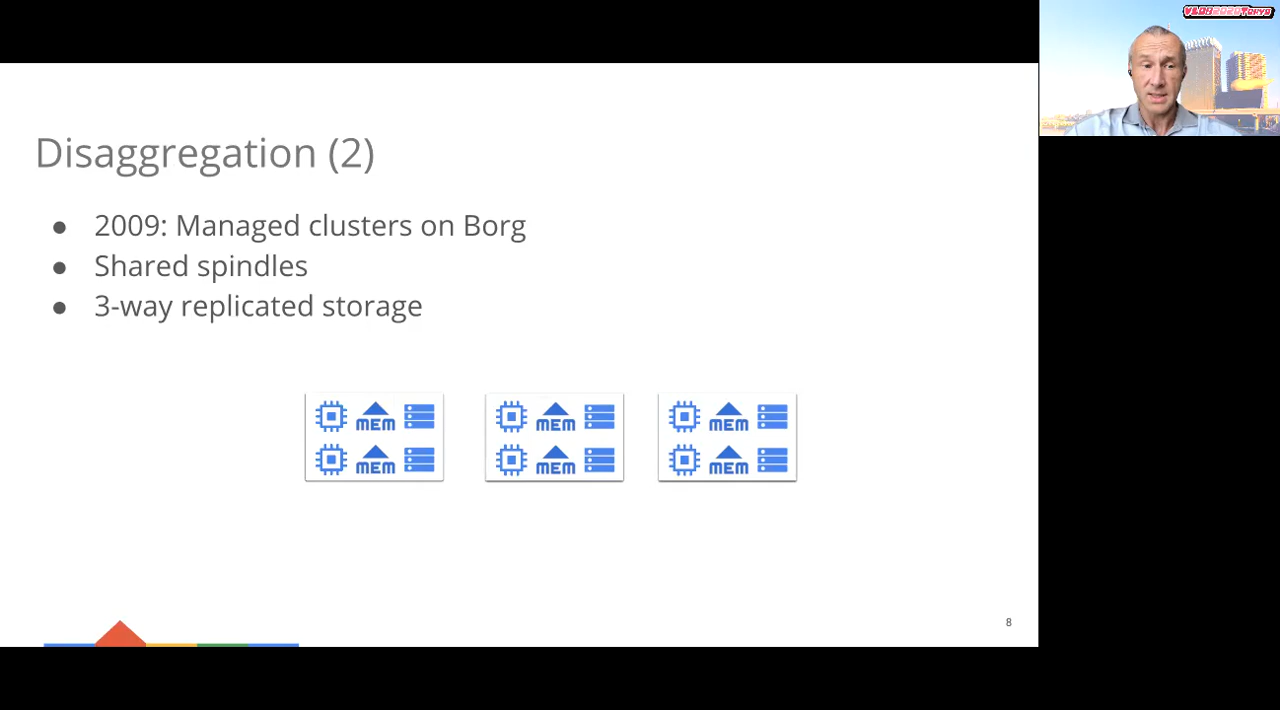 VLDB2020Tokyo
Disaggregation (2)
● 2009: Managed clusters on Borg
● Shared spindles
● 3-way replicated storage
MEM MEM MEM
MEM MEM MEM
8